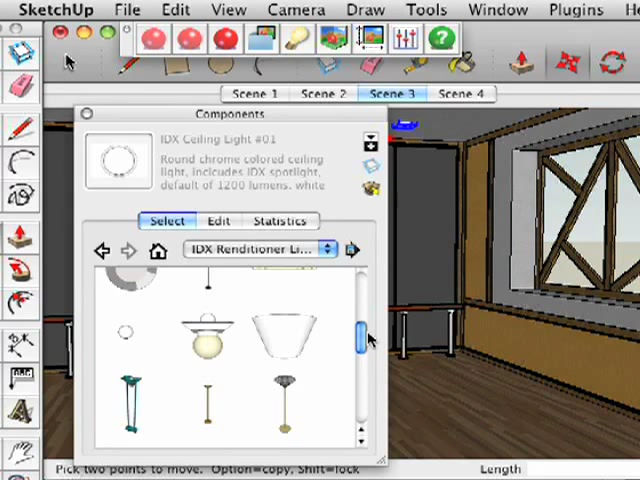 SketchUp File Edit View Camera Draw Tools Window Plugins Help
Scene 1 Scene 2 Scene 3 Scene 4
Components
IDX Ceiling Light #01
Round chrome colored ceiling
light, includes IDX spotlight,
default of 1200 lumens, white
Select Edit Statistics
IDX Renditioner Li...
ABC
Pick two points to move. Option=copy, Shift=lock Length